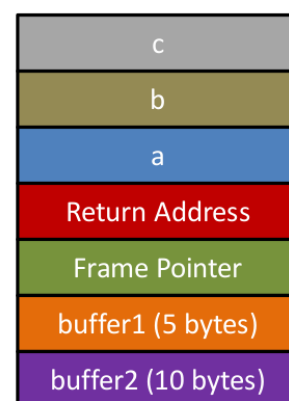 c
b
a
Return Address
Frame Pointer
buffer1 (5 bytes)
buffer2 (10 bytes)